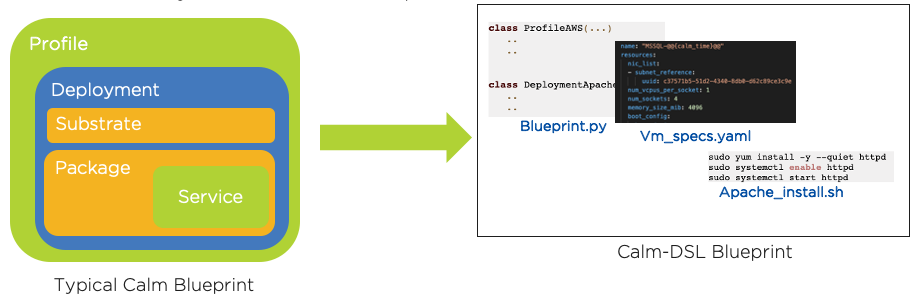 Profile
Deployment
Substrate
Package
Service
Typical Calm Blueprint
class ProfileAWS(...)
..
..
class DeploymentApache
..
..
Blueprint.py
name: "MSSQL-@@{calm_time}@@"
resources:
nic_list:
- subnet_reference:
uuid: c37571b5-51d2-4340-8db0-d62c89ce3c9e
num_vcpus_per_socket: 1
num_sockets: 4
memory_size_mib: 4096
boot_config:
Vm_specs.yaml
sudo yum install -y --quiet httpd
sudo systemctl enable httpd
sudo systemctl start httpd
Apache_install.sh
Calm-DSL Blueprint